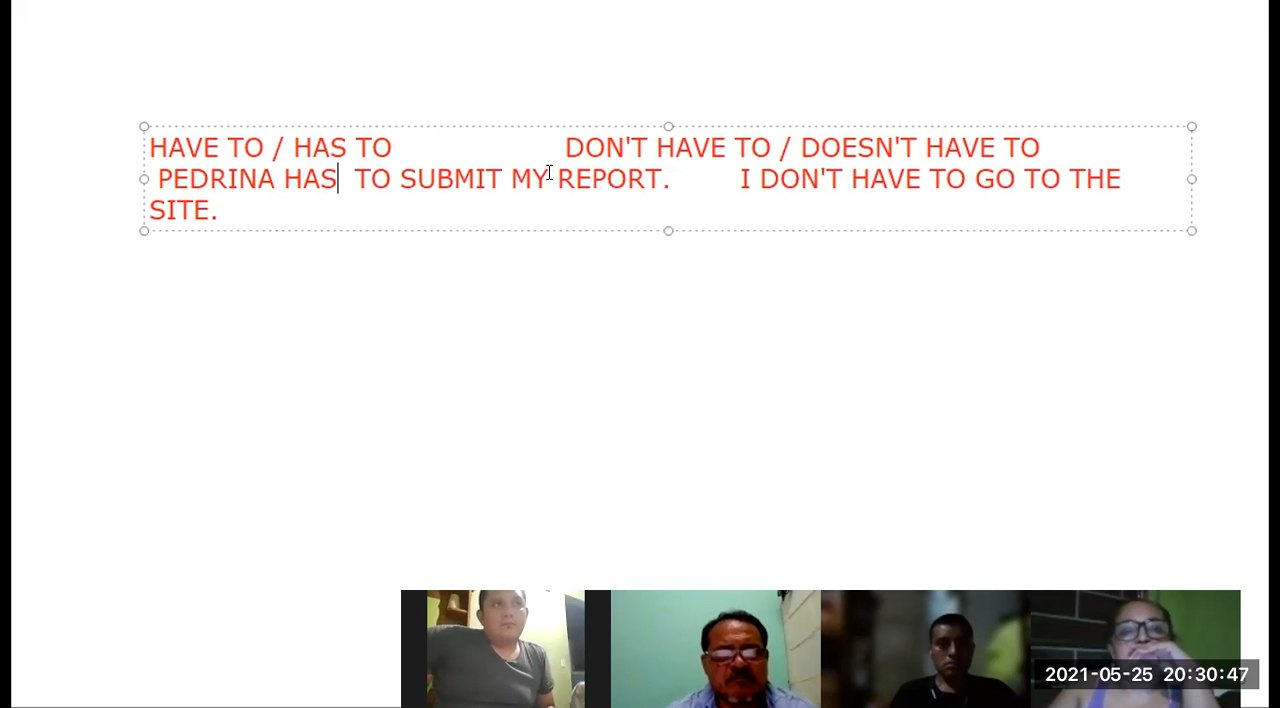 HAVE TO / HAS TO DON'T HAVE TO / DOESN'T HAVE TO
PEDRINA HAS TO SUBMIT MY REPORT. I DON'T HAVE TO GO TO THE
SITE.
2021-05-25 20:30:47